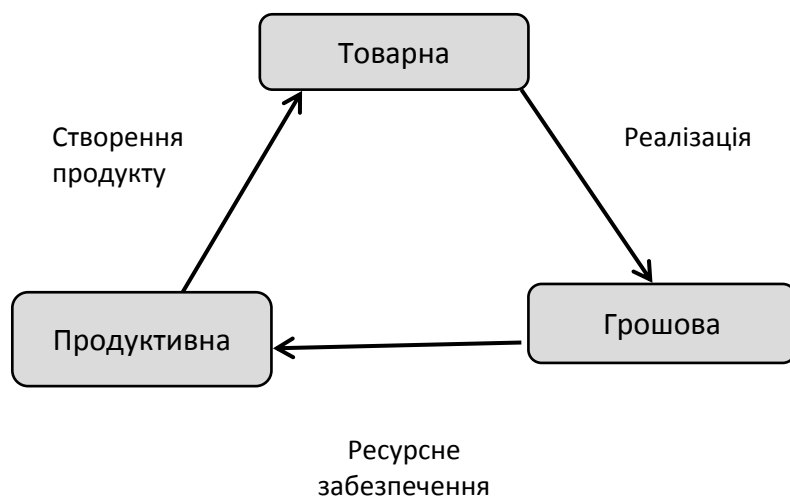 Товарна
Створення
продукту
Реалізація
Продуктивна
Грошова
Ресурсне
забезпечення